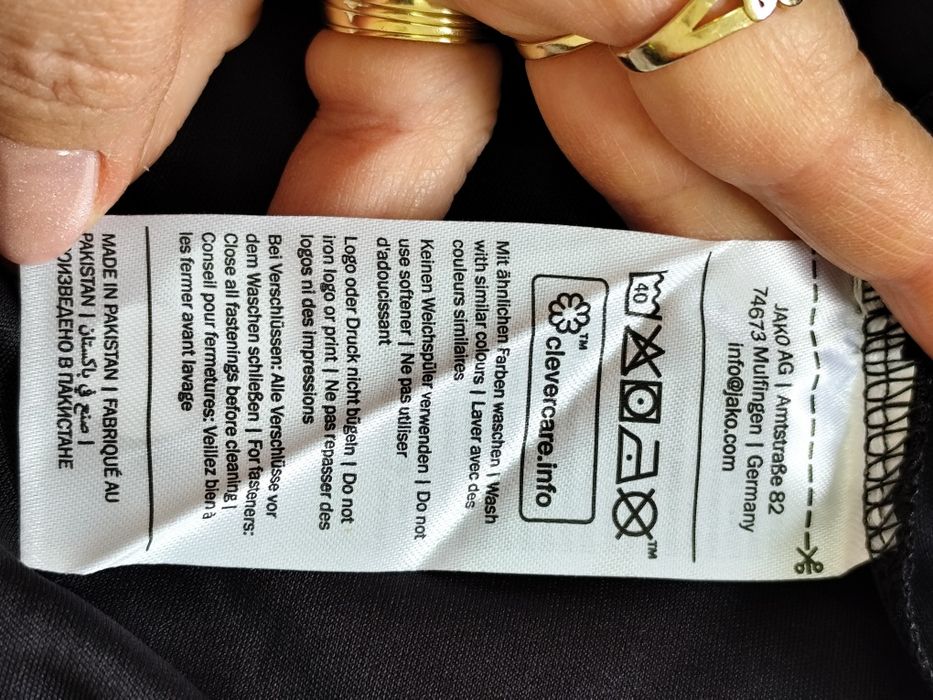 JAKO AG | Amtstraße 82
74673 Mulfingen | Germany
info@jako.com
40
TM
clevercare.info
TM
Mit ähnlichen Farben waschen | Wash
with similar colours | Laver avec des
couleurs similaires
Keinen Weichspüler verwenden | Do not
use softener | Ne pas utiliser
d'adoucissant
Logo oder Druck nicht bügeln | Do not
iron logo or print | Ne pas repasser des
logos ni des impressions
Bei Verschlüssen: Alle Verschlüsse vor
dem Waschen schließen | For fasteners:
Close all fastenings before cleaning |
Conseil pour fermetures: Veillez bien à
les fermer avant lavage
MADE IN PAKISTAN | FABRIQUÉ AU
PAKISTAN | صنع في باكستان |
ОИЗВЕДЕНО В ПАКИСТАНЕ